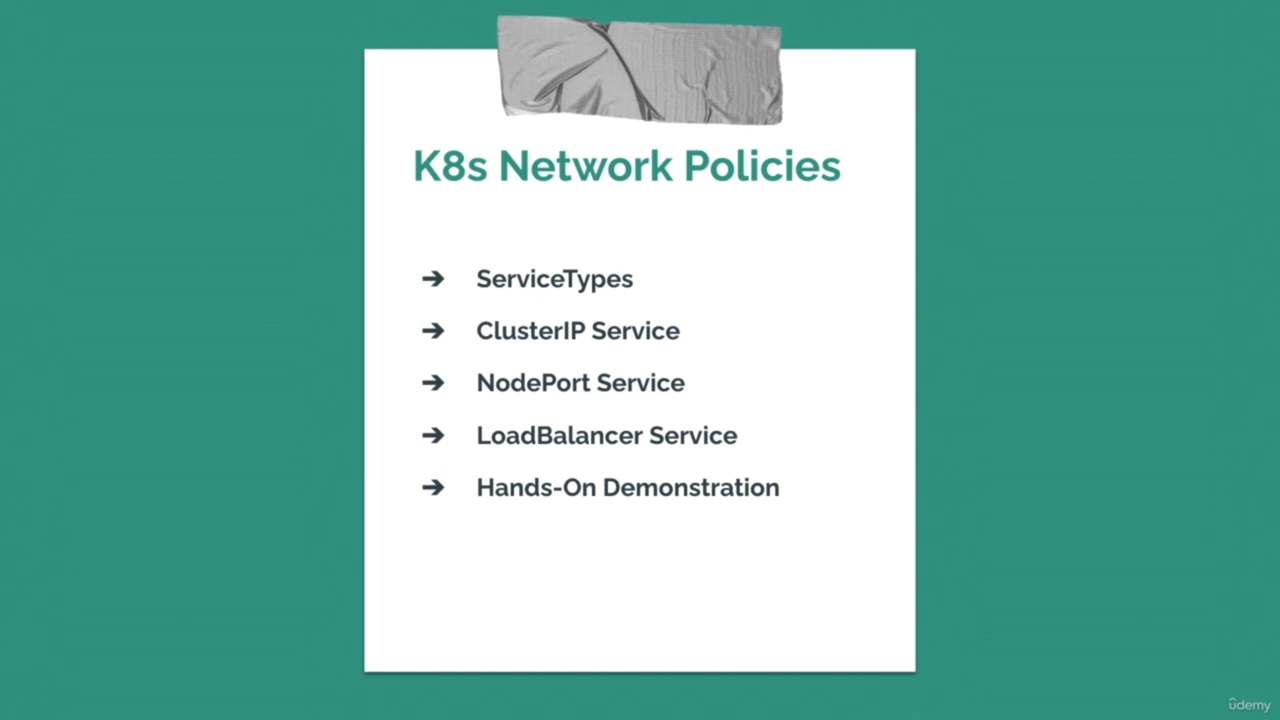 K8s Network Policies
➔ ServiceTypes
➔ ClusterIP Service
➔ NodePort Service
➔ LoadBalancer Service
➔ Hands-On Demonstration
ûdemy